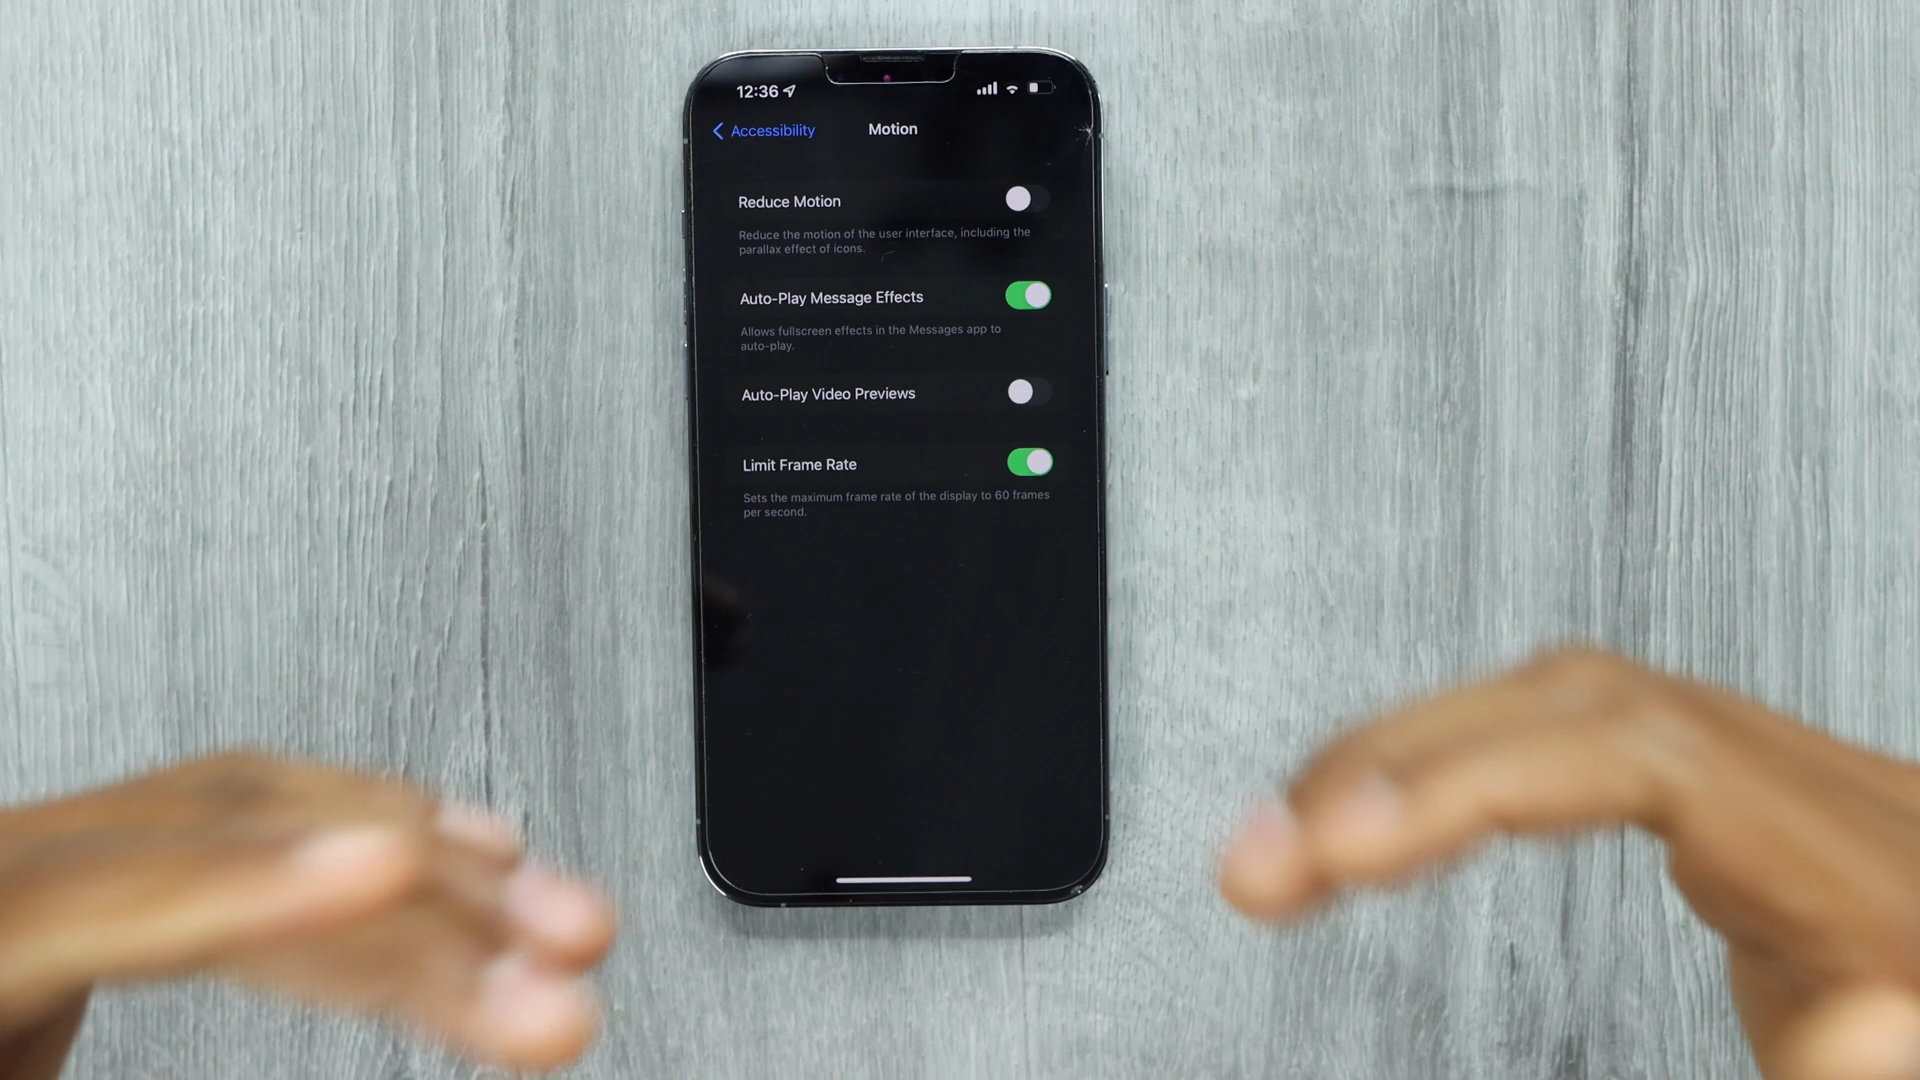 12:36
Accessibility Motion
Reduce Motion
Reduce the motion of the user interface, including the
parallax effect of icons.
Auto-Play Message Effects
Allows fullscreen effects in the Messages app to
auto-play.
Auto-Play Video Previews
Limit Frame Rate
Sets the maximum frame rate of the display to 60 frames
per second.